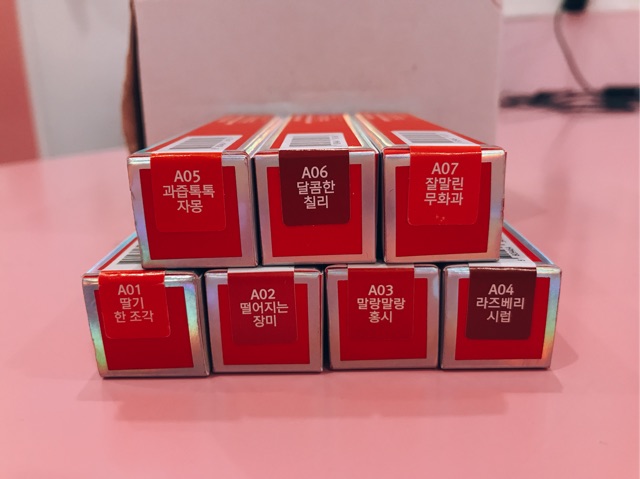 A05
과즙톡톡
자몽
A06
달콤한
칠리
A07
잘말린
무화과
A01
딸기
한 조각
A02
떨어지는
장미
A03
말랑말랑
홍시
A04
라즈베리
시럽